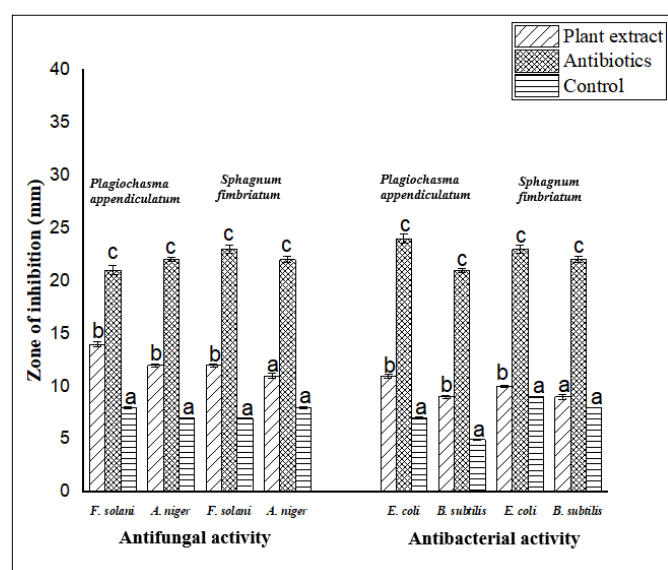 Plant extract
Antibiotics
Control
40
35
30
25
20
15
10
5
0
Zone of inhibition (mm)
Plagiochasma
appendiculatum
Sphagnum
fimbriatum
Plagiochasma
appendiculatum
Sphagnum
fimbriatum
b c a b c a b c a a c a
b c a b c a b c a a c a
F. solani A. niger F. solani A. niger E. coli B. subtilis E. coli B. subtilis
Antifungal activity Antibacterial activity